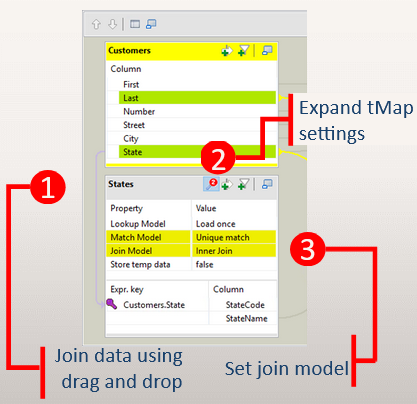 Customers
Column
First
Last
Number
Street
City
State
2
Expand tMap
settings
1
States
Property Value
Lookup Model Load once
Match Model Unique match
Join Model Inner Join
Store temp data false
3
Expr. key Column
Customers.State StateCode
StateName
Join data using
drag and drop
Set join model